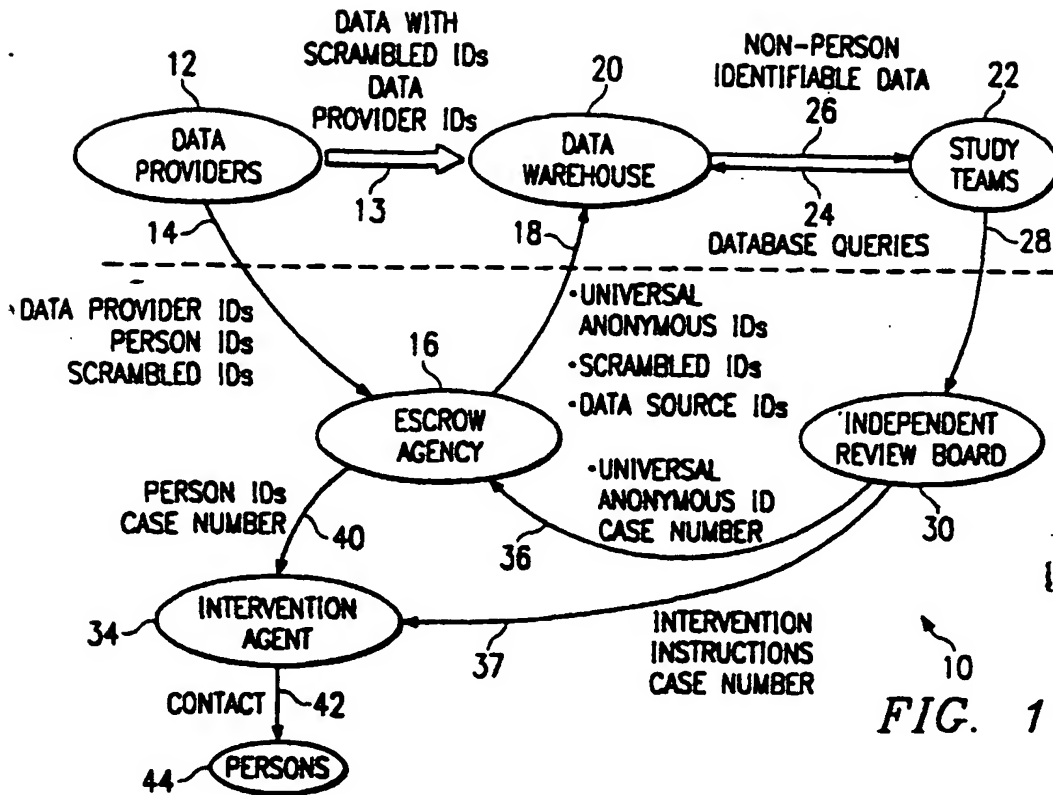 DATA WITH
SCRAMBLED IDs
DATA
PROVIDER IDs
12
DATA
PROVIDERS
13
14
20
DATA
WAREHOUSE
18
NON-PERSON
IDENTIFIABLE DATA
26
24
DATABASE QUERIES
22
STUDY
TEAMS
28
DATA PROVIDER IDs
PERSON IDs
SCRAMBLED IDs
16
ESCROW
AGENCY
•UNIVERSAL
ANONYMOUS IDs
•SCRAMBLED IDs
•DATA SOURCE IDs
INDEPENDENT
REVIEW BOARD
30
•UNIVERSAL
ANONYMOUS ID
CASE NUMBER
36
PERSON IDs
CASE NUMBER
40
34
INTERVENTION
AGENT
37
INTERVENTION
INSTRUCTIONS
CASE NUMBER
10
CONTACT
42
44
PERSONS
FIG. 1